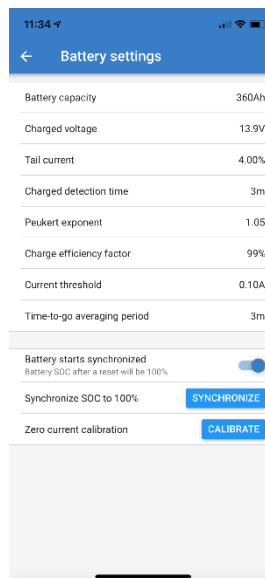 11:34
Battery settings
Battery capacity 360Ah
Charged voltage 13.9V
Tail current 4.00%
Charged detection time 3m
Peukert exponent 1.05
Charge efficiency factor 99%
Current threshold 0.10A
Time-to-go averaging period 3m
Battery starts synchronized
Battery SOC after a reset will be 100%
Synchronize SOC to 100% SYNCHRONIZE
Zero current calibration CALIBRATE